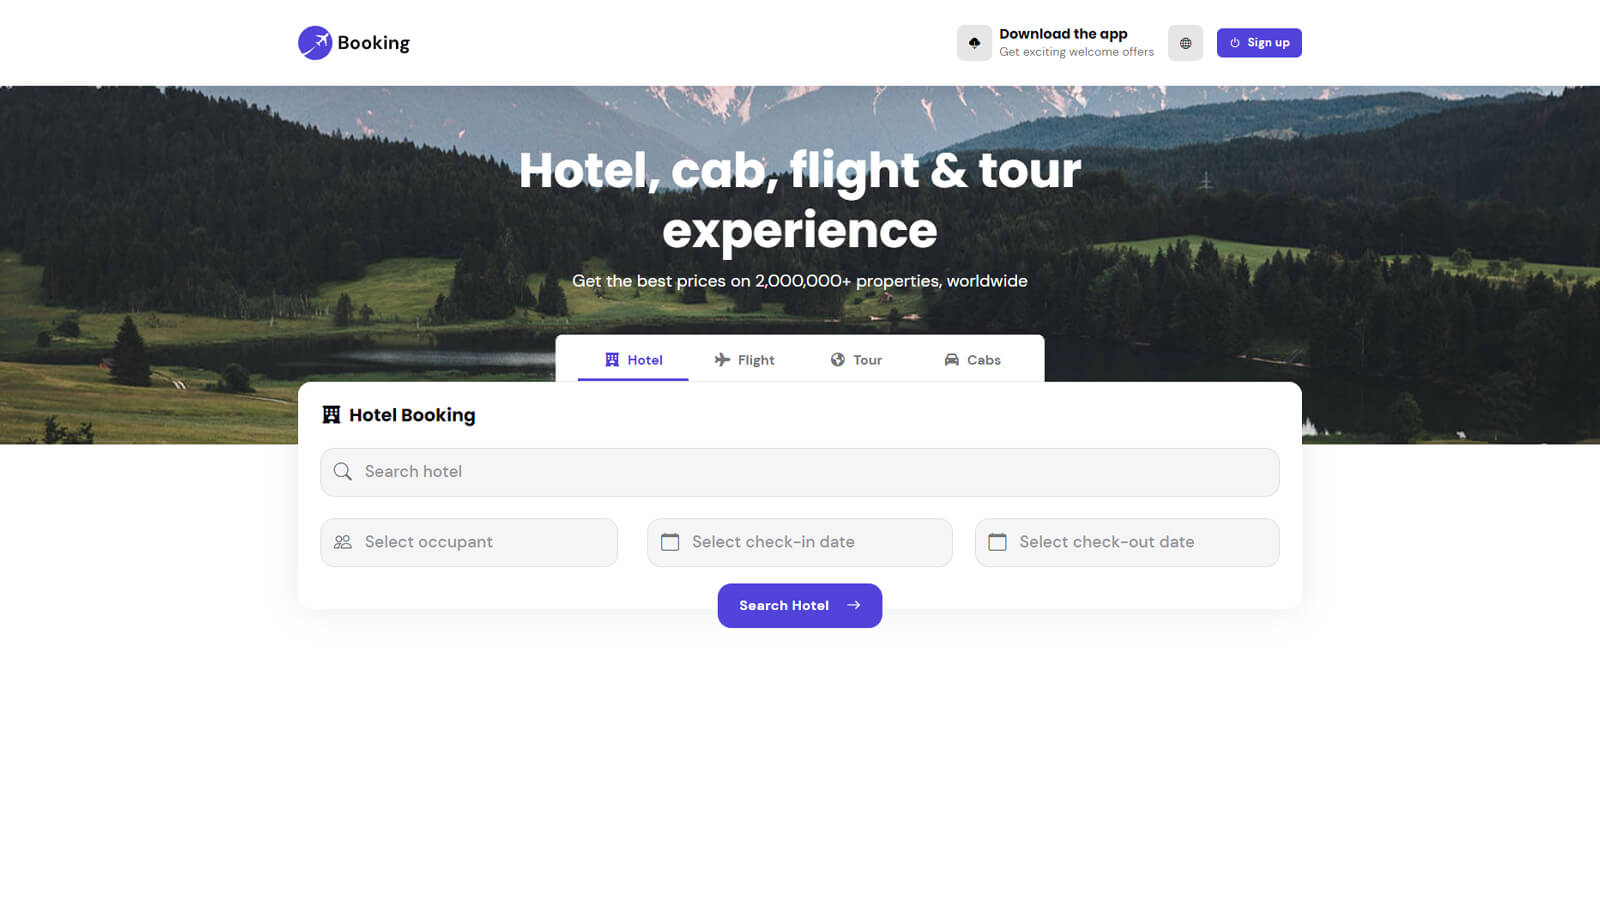 Booking
Download the app
Get exciting welcome offers
Sign up
Hotel, cab, flight & tour
experience
Get the best prices on 2,000,000+ properties, worldwide
Hotel
Flight
Tour
Cabs
Hotel Booking
Search hotel
Select occupant
Select check-in date
Select check-out date
Search Hotel